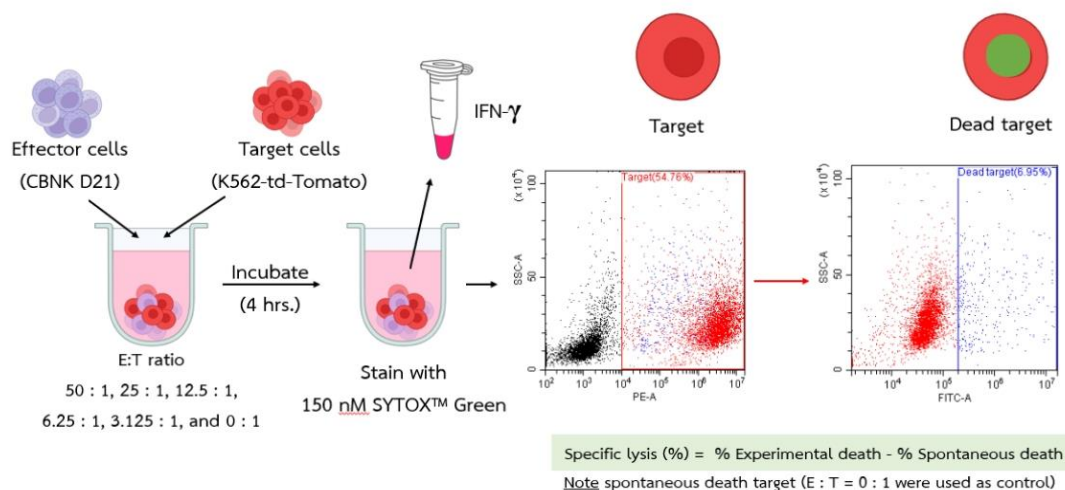 Eftector cells
(CBNK D21)
Target cells
(K562-td-Tomato)
IFN-γ
Incubate
(4 hrs.)
E:T ratio
50 : 1, 25 : 1, 12.5 : 1,
6.25 : 1, 3.125 : 1, and 0 : 1
Stain with
150 nM SYTOX™ Green
Target
Dead target
(x 10⁴)
SSC-A
100
50
0
Target(54.76%)
10² 10³ 10⁴ 10⁵ 10⁶ 10⁷
PE-A
(x 10⁴)
SSC-A
100
50
0
Dead target(6.95%)
10⁴ 10⁵ 10⁶ 10⁷
FITC-A
Specific lysis (%) = % Experimental death - % Spontaneous death
Note spontaneous death target (E : T = 0 : 1 were used as control)